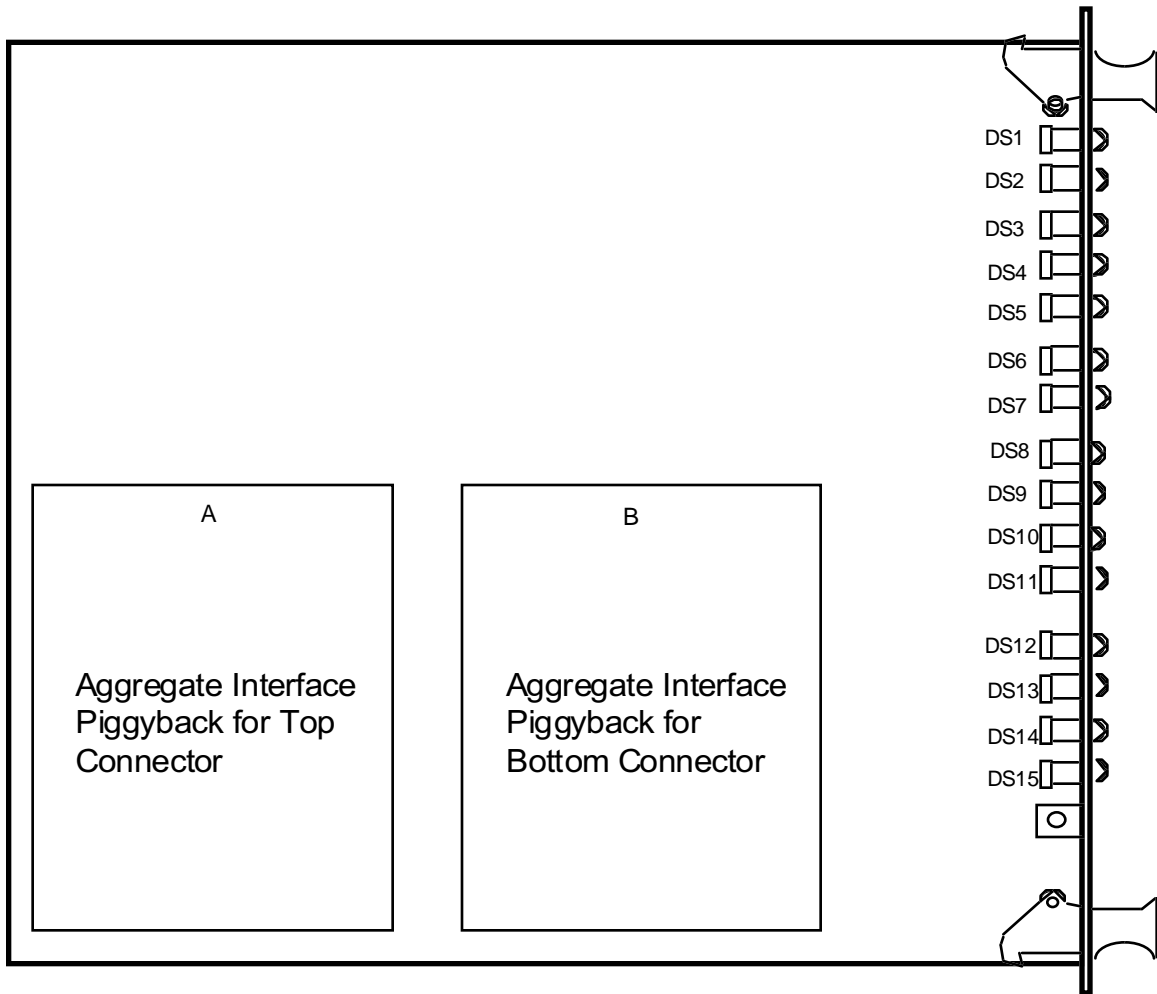 DS1
DS2
DS3
DS4
DS5
DS6
DS7
DS8
DS9
DS10
DS11
DS12
DS13
DS14
DS15
A
Aggregate Interface
Piggyback for Top
Connector
B
Aggregate Interface
Piggyback for
Bottom Connector